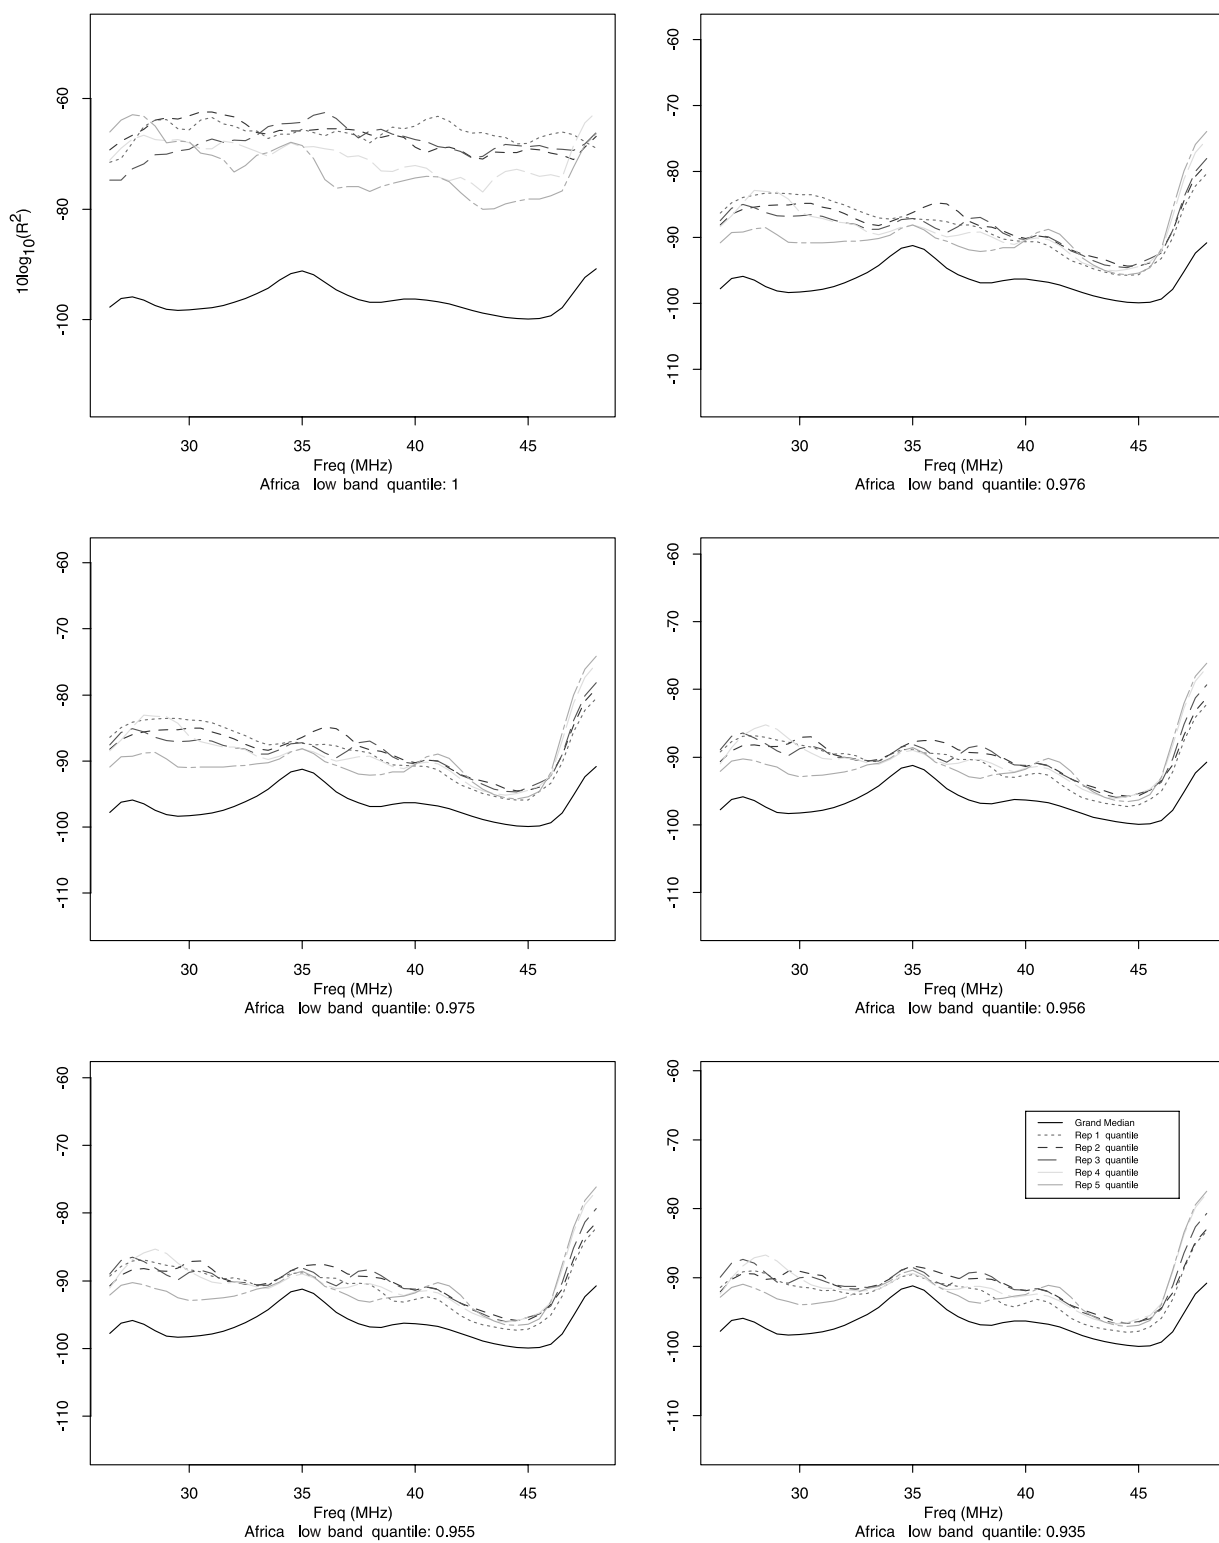 10log10(R2)
-60
-80
-100
30 35 40 45
Freq (MHz)
Africa low band quantile: 1
-60
-70
-80
-90
-100
-110
30 35 40 45
Freq (MHz)
Africa low band quantile: 0.976
-60
-70
-80
-90
-100
-110
30 35 40 45
Freq (MHz)
Africa low band quantile: 0.975
-60
-70
-80
-90
-100
-110
30 35 40 45
Freq (MHz)
Africa low band quantile: 0.956
-60
-70
-80
-90
-100
-110
30 35 40 45
Freq (MHz)
Africa low band quantile: 0.955
-60
-70
-80
-90
-100
-110
Grand Median
Rep 1 quantile
Rep 2 quantile
Rep 3 quantile
Rep 4 quantile
Rep 5 quantile
30 35 40 45
Freq (MHz)
Africa low band quantile: 0.935